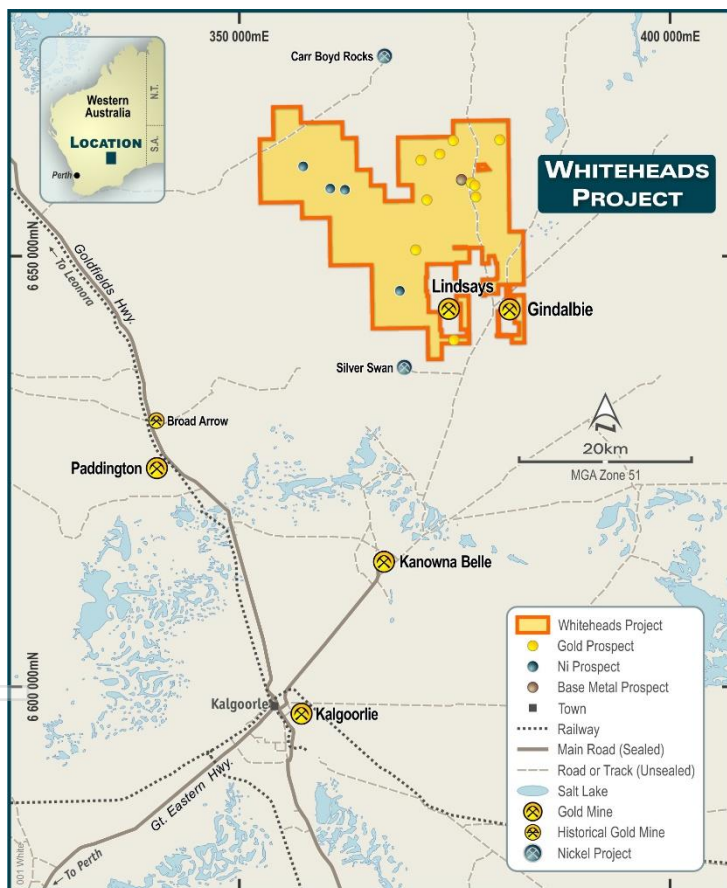 350 000mE
400 000mE
Carr Boyd Rocks
Western
Australia
N.T.
S.A.
LOCATION
Perth
WHITEHEADS
PROJECT
6 650 000mN
To Leonora
Goldfields Hwy.
Lindsays
Gindalbie
Silver Swan
Broad Arrow
Paddington
20km
MGA Zone 51
Kanowna Belle
6 600 000mN
Kalgoorle
Kalgoorlie
Gt. Eastern Hwy.
To Perth
001 White
Whiteheads Project
Gold Prospect
Ni Prospect
Base Metal Prospect
Town
Railway
Main Road (Sealed)
Road or Track (Unsealed)
Salt Lake
Gold Mine
Historical Gold Mine
Nickel Project